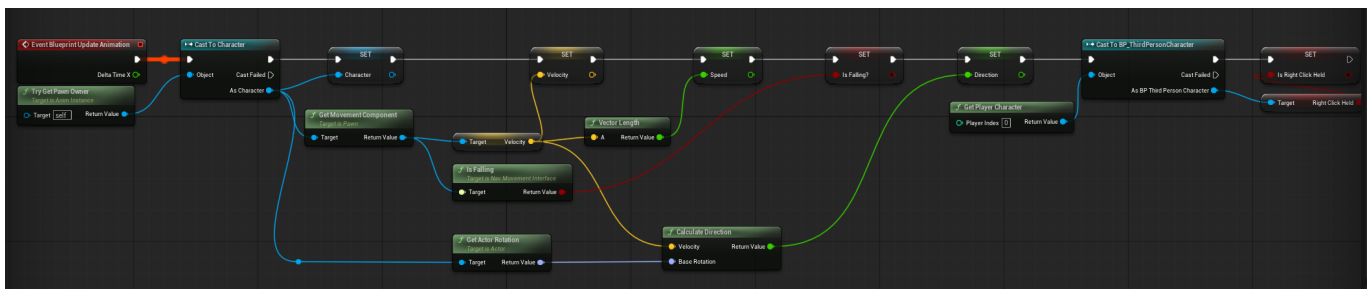 Event Blueprint Update Animation
Delta Time X
Try Get Pawn Owner
Target is Anim Instance
Target self Return Value
Cast To Character
Object Cast Failed
As Character
SET
Character
Get Movement Component
Target is Pawn
Target Return Value
SET
Velocity
Target Velocity
Is Falling
Target is Nav Movement Interface
Target Return Value
Get Actor Rotation
Target is Actor
Target Return Value
Vector Length
A Return Value
SET
Speed
Calculate Direction
Velocity Return Value
Base Rotation
SET
Is Falling?
SET
Direction
Get Player Character
Player Index 0 Return Value
Cast To BP_ThirdPersonCharacter
Object Cast Failed
As BP Third Person Character
SET
Is Right Click Held
Target Right Click Held